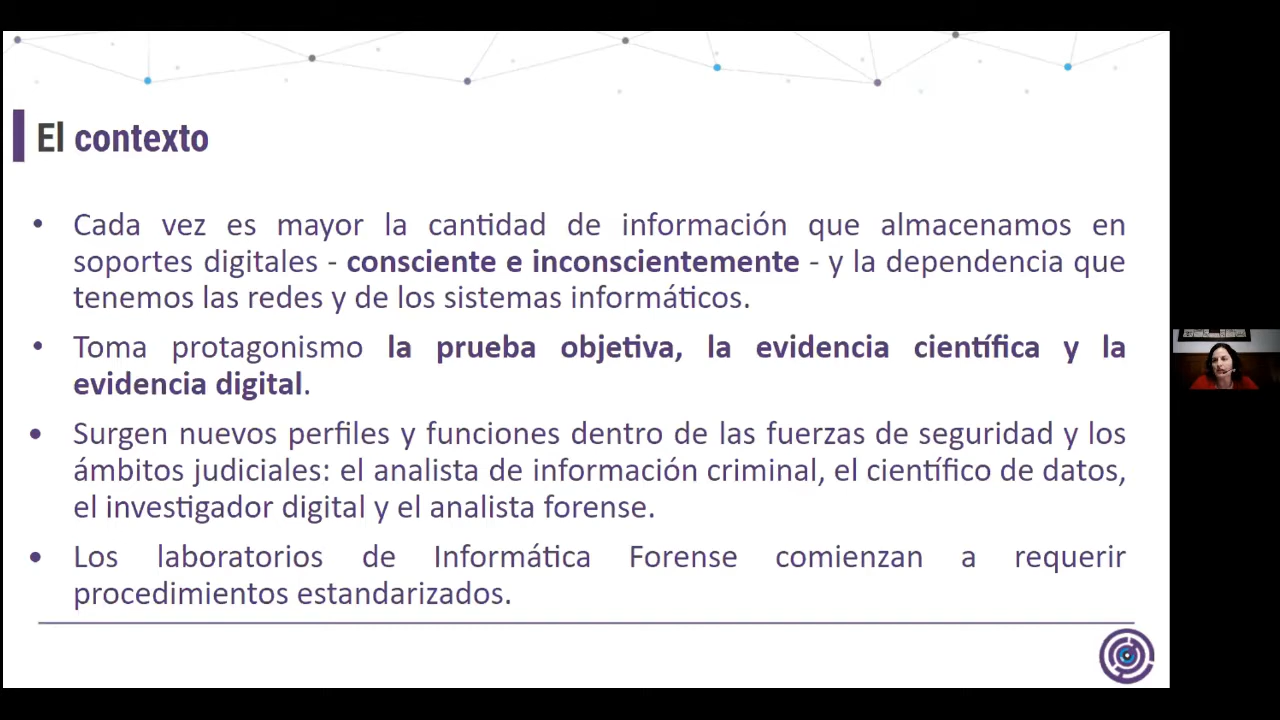 El contexto
• Cada vez es mayor la cantidad de información que almacenamos en
soportes digitales - consciente e inconscientemente - y la dependencia que
tenemos las redes y de los sistemas informáticos.
• Toma protagonismo la prueba objetiva, la evidencia científica y la
evidencia digital.
• Surgen nuevos perfiles y funciones dentro de las fuerzas de seguridad y los
ámbitos judiciales: el analista de información criminal, el científico de datos,
el investigador digital y el analista forense.
• Los laboratorios de Informática Forense comienzan a requerir
procedimientos estandarizados.